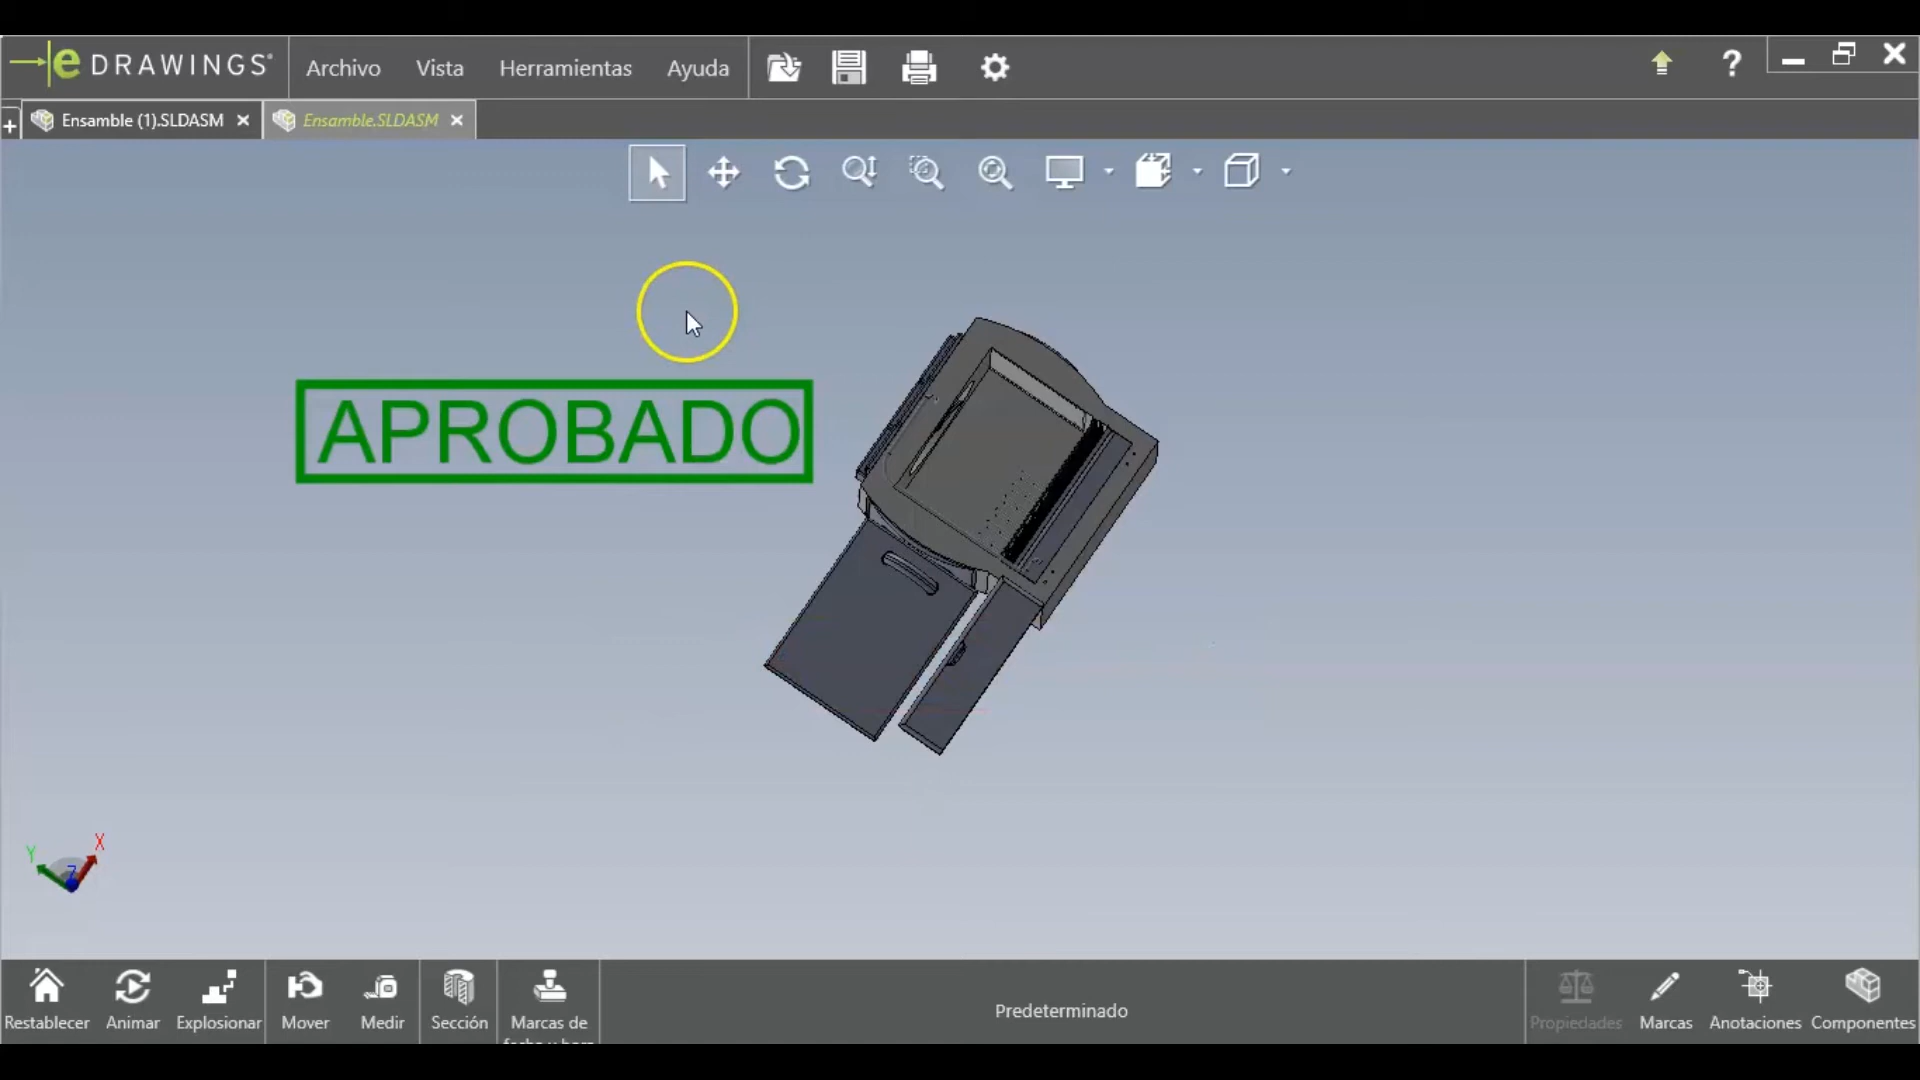 eDRAWINGS®
Archivo Vista Herramientas Ayuda
Ensamble (1).SLDASM Ensamble.SLDASM
APROBADO
X
Y
Z
Restablecer Animar Explosionar Mover Medir Sección Marcas de
Predeterminado
Propiedades Marcas Anotaciones Componentes